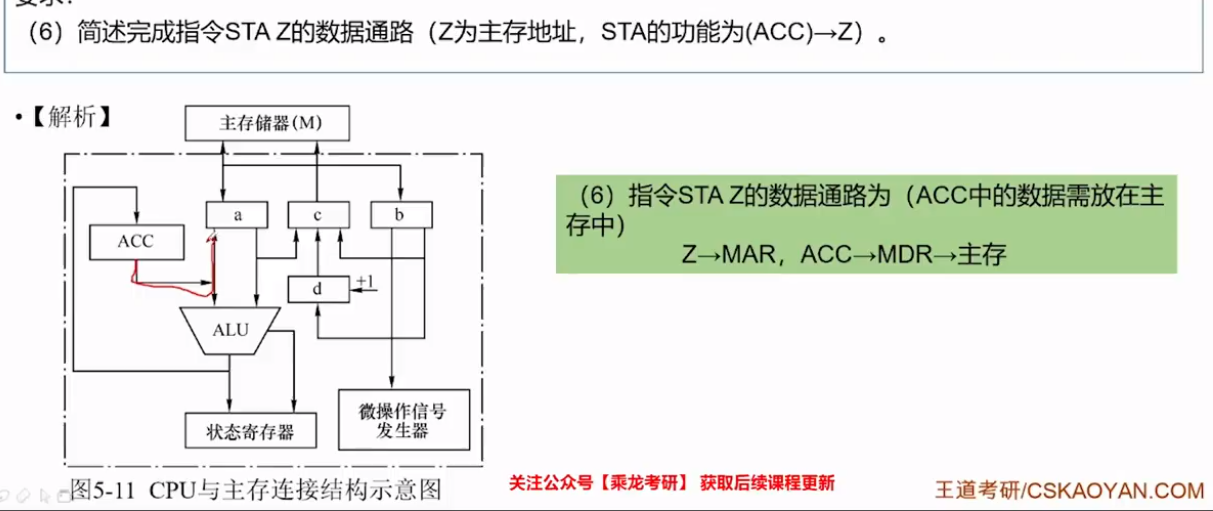 （6）简述完成指令STA Z的数据通路（Z为主存地址，STA的功能为(ACC)→Z）。
•【解析】
主存储器(M)
a
c
b
ACC
d
+1
ALU
微操作信号
发生器
状态寄存器
（6）指令STA Z的数据通路为（ACC中的数据需放在主
存中）
Z→MAR，ACC→MDR→主存
图5-11 CPU与主存连接结构示意图
关注公众号【乘龙考研】 获取后续课程更新
王道考研/CSKAOYAN.COM